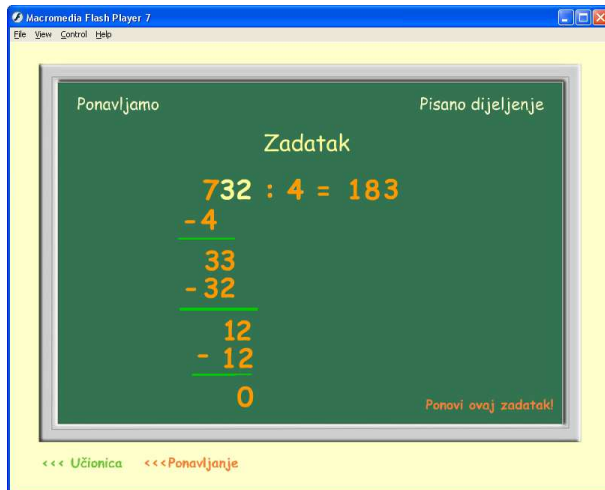 Macromedia Flash Player 7
File View Control Help
Ponavljamo
Pisano dijeljenje
Zadatak
732 : 4 = 183
-4
33
-32
12
- 12
0
Ponovi ovaj zadatak!
<<< Učionica <<<Ponavljanje